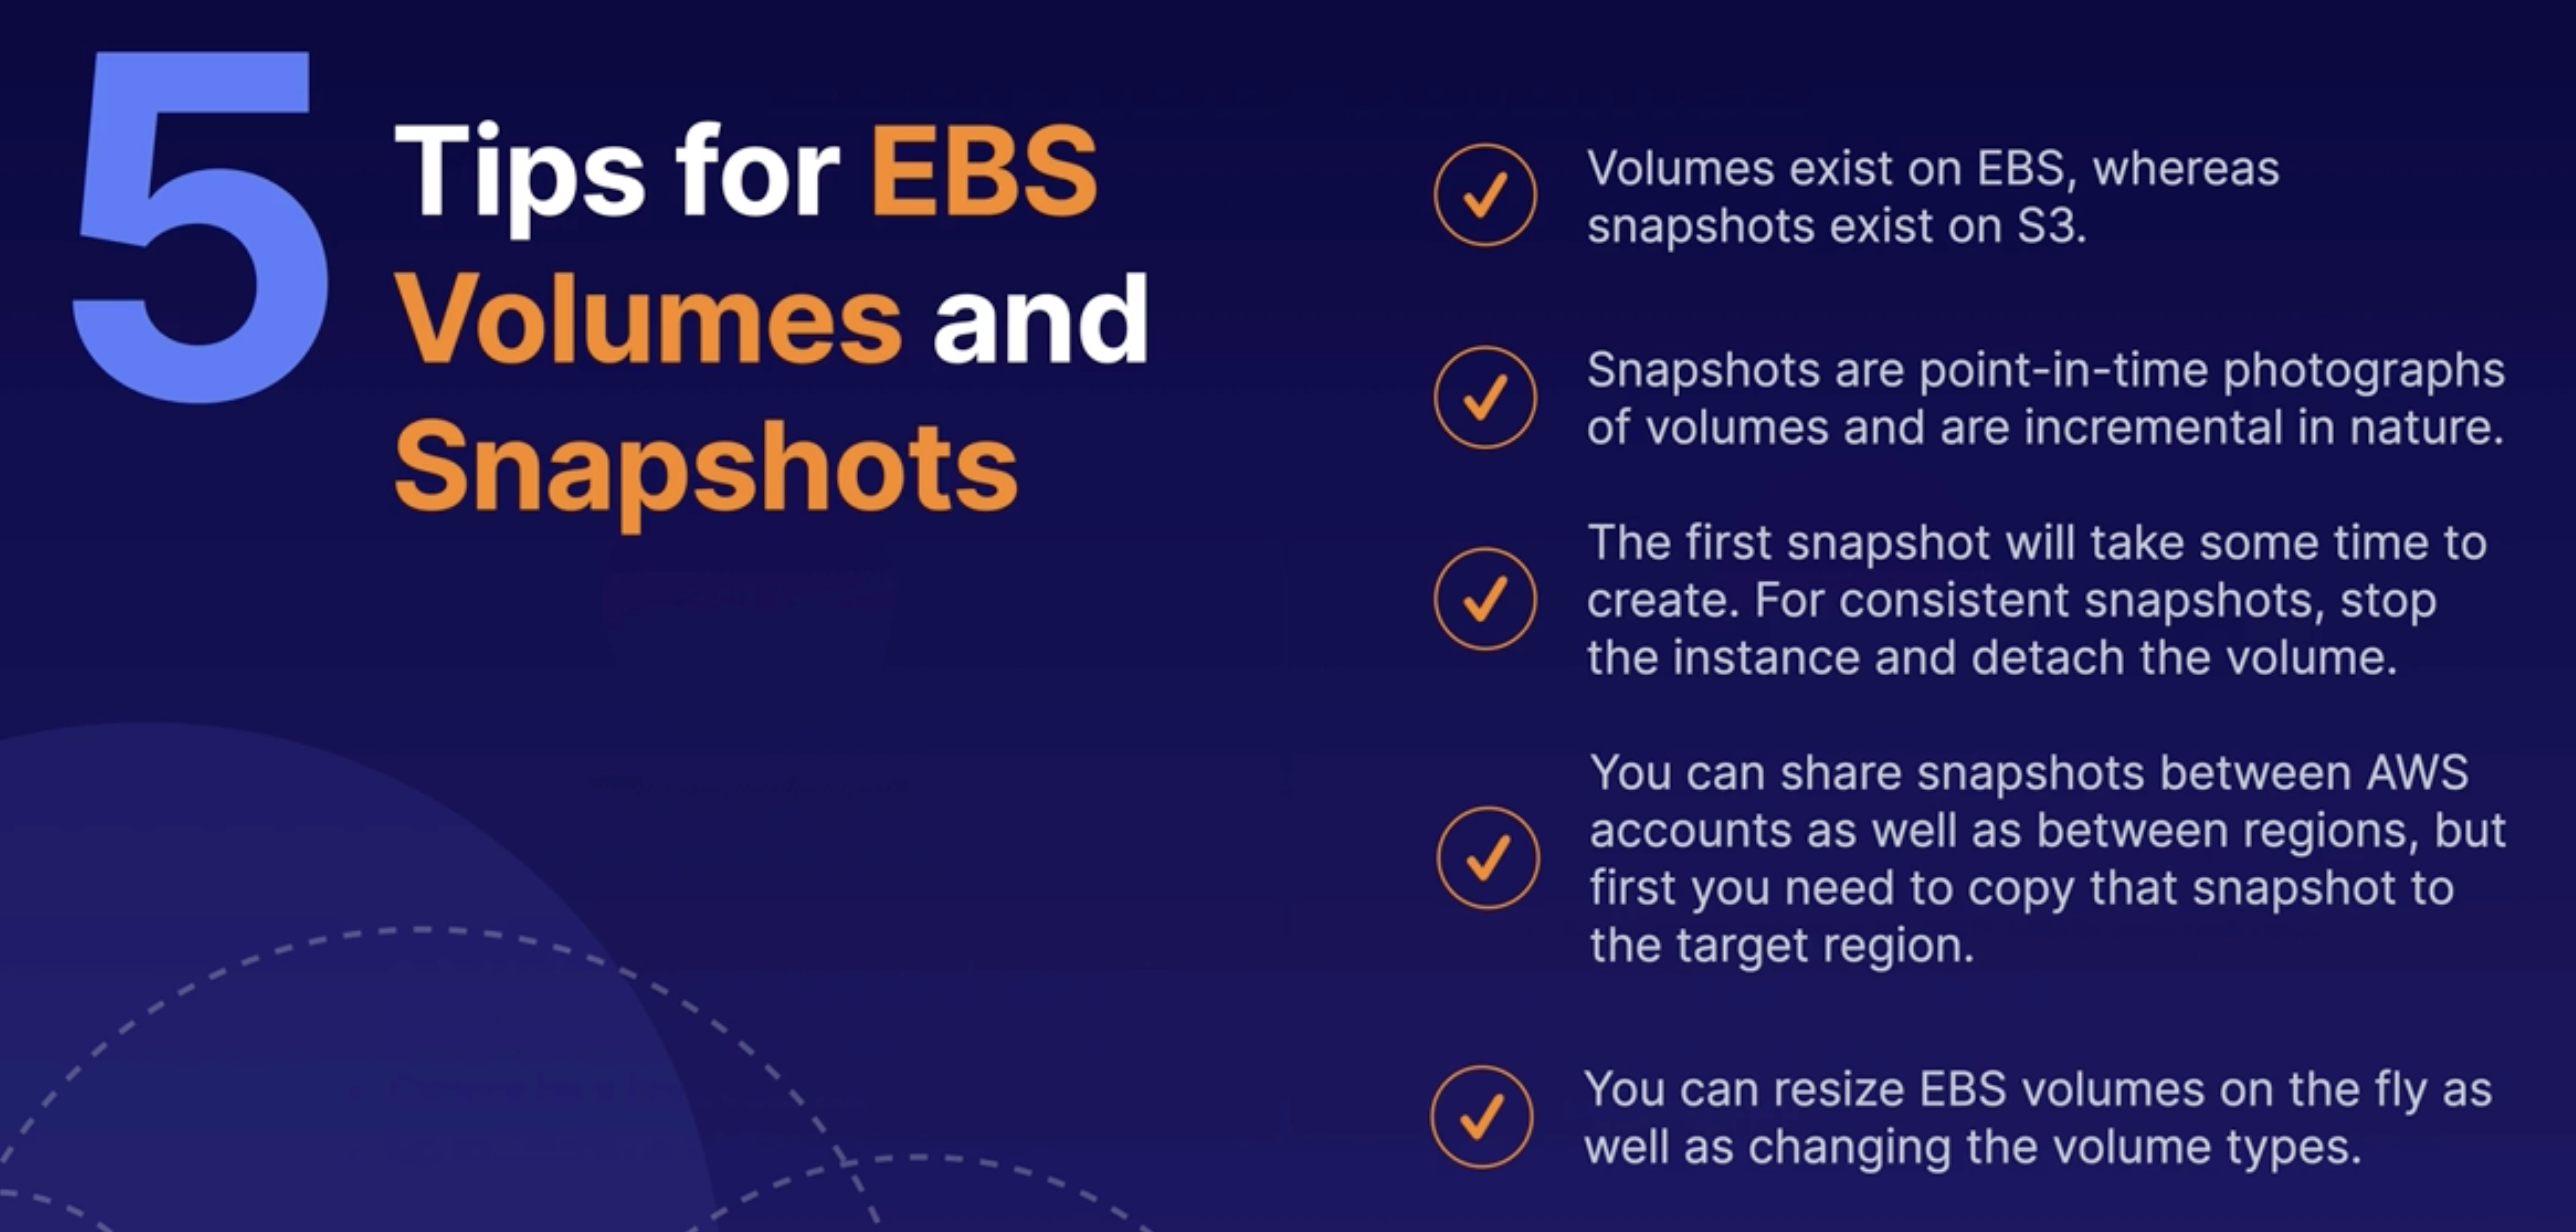 5
Tips for EBS
Volumes and
Snapshots
Volumes exist on EBS, whereas
snapshots exist on S3.
Snapshots are point-in-time photographs
of volumes and are incremental in nature.
The first snapshot will take some time to
create. For consistent snapshots, stop
the instance and detach the volume.
You can share snapshots between AWS
accounts as well as between regions, but
first you need to copy that snapshot to
the target region.
You can resize EBS volumes on the fly as
well as changing the volume types.